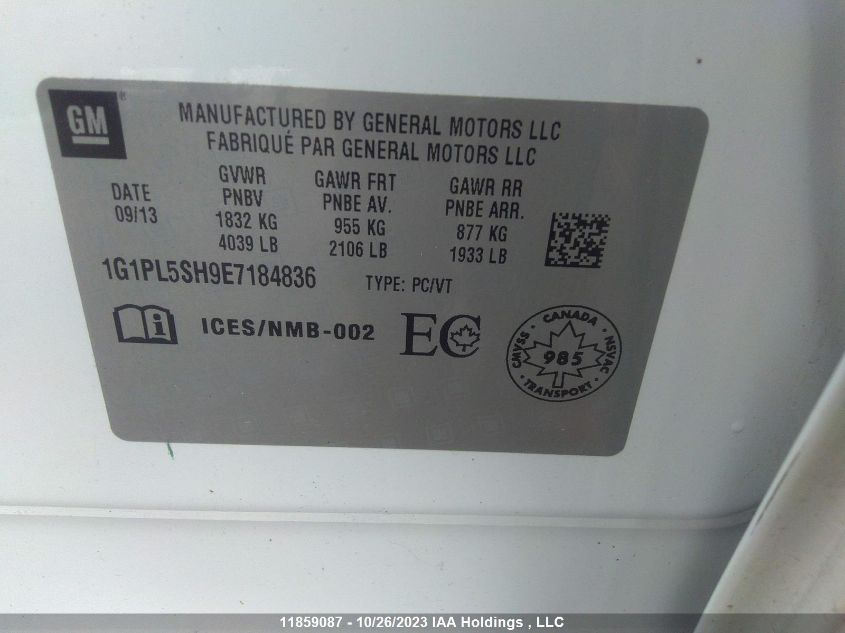 GM
MANUFACTURED BY GENERAL MOTORS LLC
FABRIQUÉ PAR GENERAL MOTORS LLC
DATE GVWR GAWR FRT GAWR RR
09/13 PNBV PNBE AV. PNBE ARR.
1832 KG 955 KG 877 KG
4039 LB 2106 LB 1933 LB
1G1PL5SH9E7184836 TYPE: PC/VT
ICES/NMB-002 EC
CANADA
CMVSS 985 NSVAC
TRANSPORT
11859087 - 10/26/2023 IAA Holdings , LLC